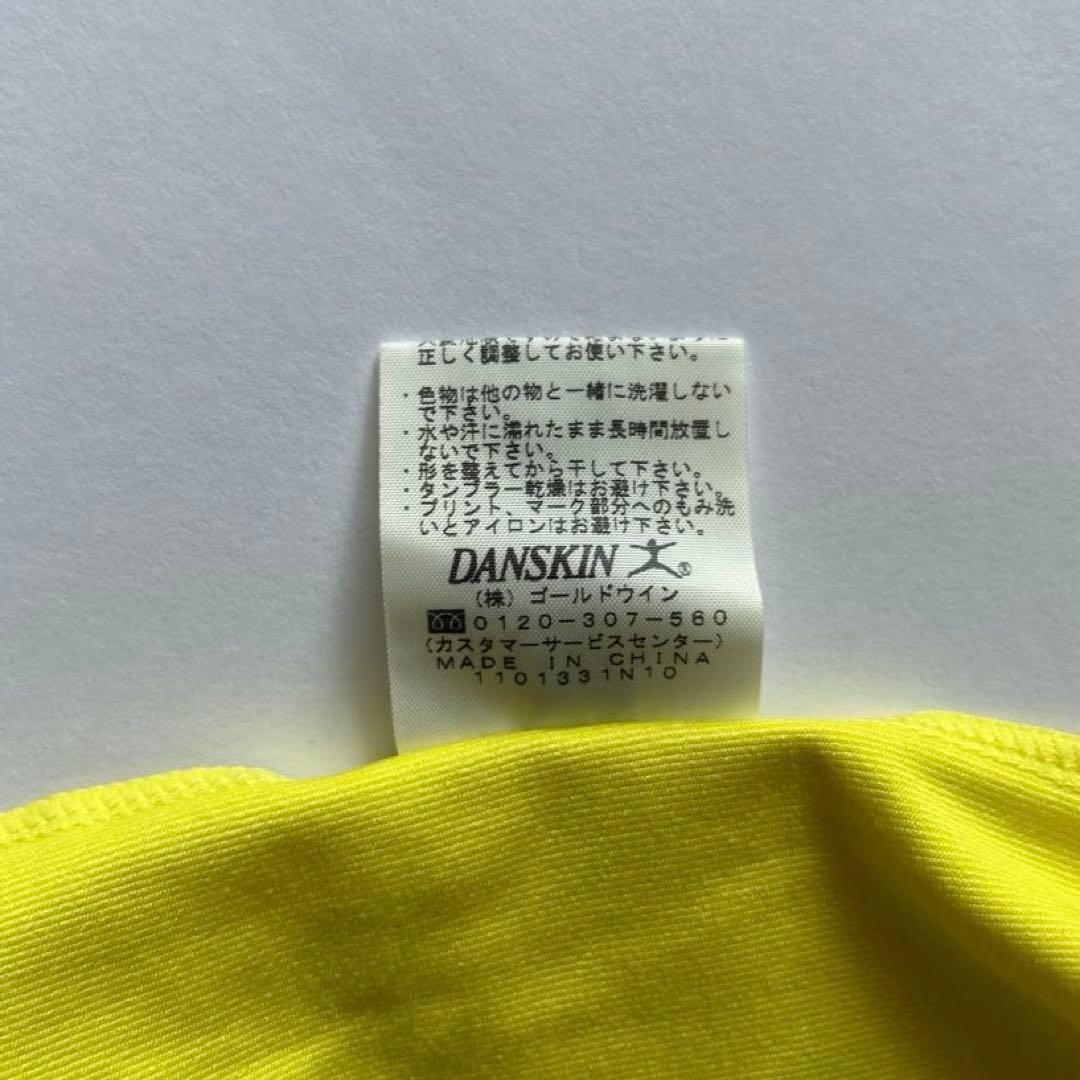 正しく調整してお使い下さい。
・色物は他の物と一緒に洗濯しない
で下さい。
・水や汗に濡れたまま長時間放置し
ないで下さい。
・形を整えてから干して下さい。
・タンブラー乾燥はお避け下さい。
・プリント、マーク部分へのもみ洗
いとアイロンはお避け下さい。
DANSKIN ®
(株) ゴールドウイン
0120-307-560
(カスタマーサービスセンター)
MADE IN CHINA
1101331N10